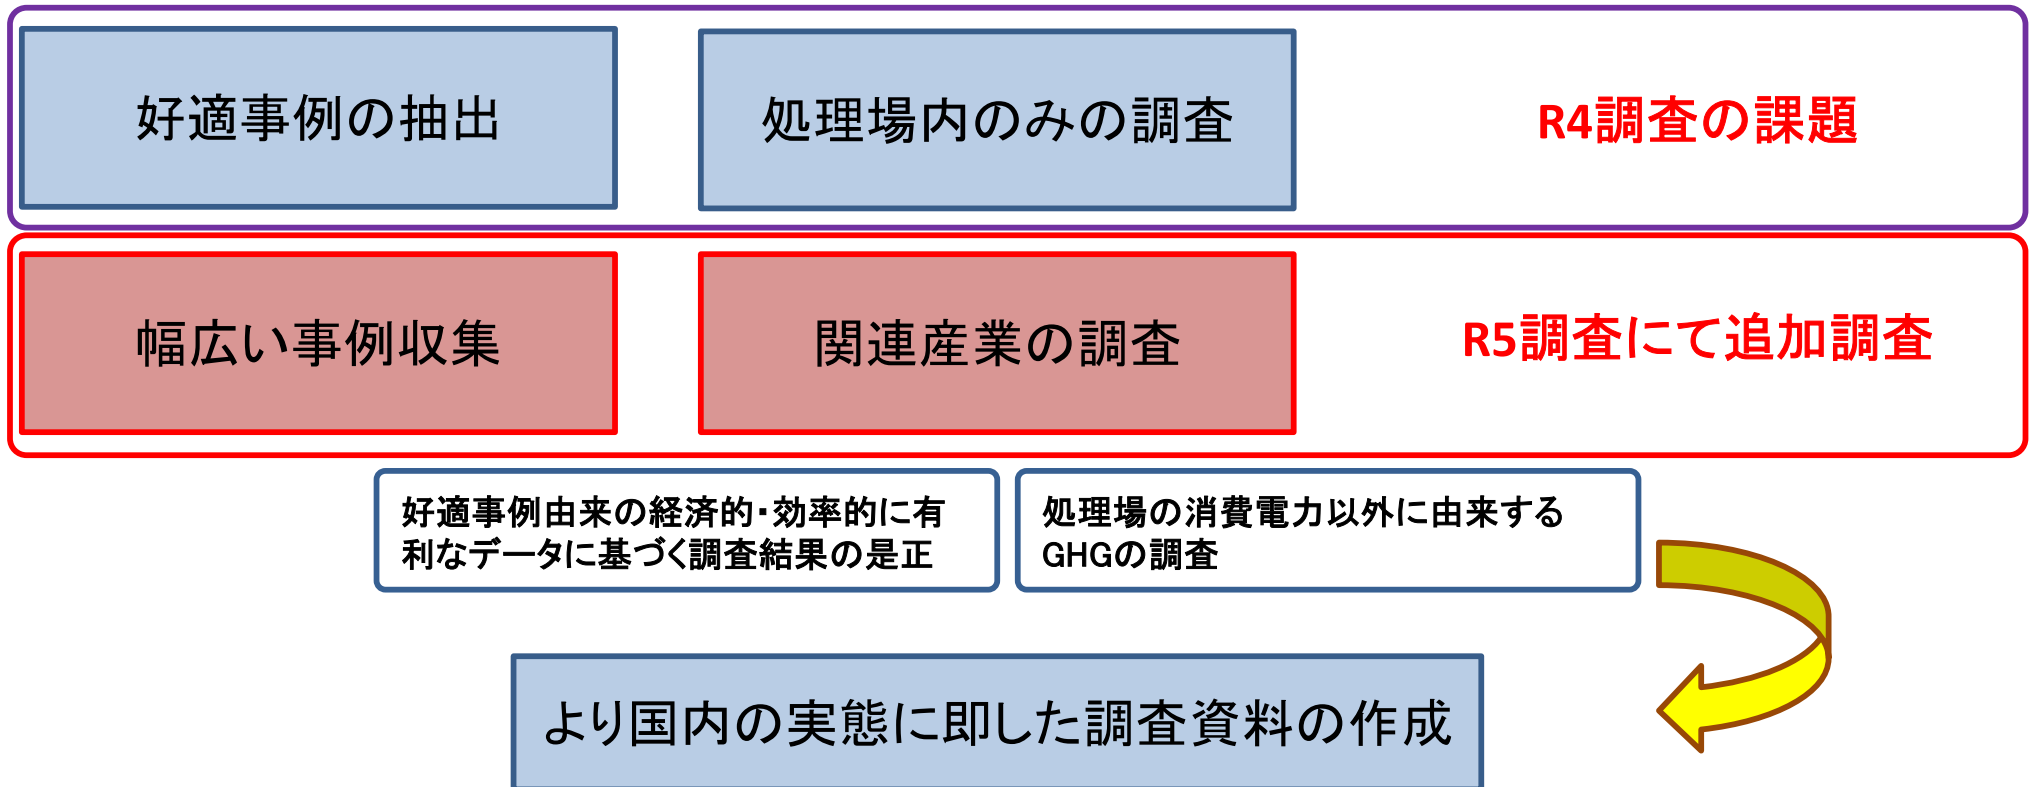 好適事例の抽出
処理場内のみの調査
R4調査の課題
幅広い事例収集
関連産業の調査
R5調査にて追加調査
好適事例由来の経済的・効率的に有
利なデータに基づく調査結果の是正
処理場の消費電力以外に由来する
GHGの調査
より国内の実態に即した調査資料の作成